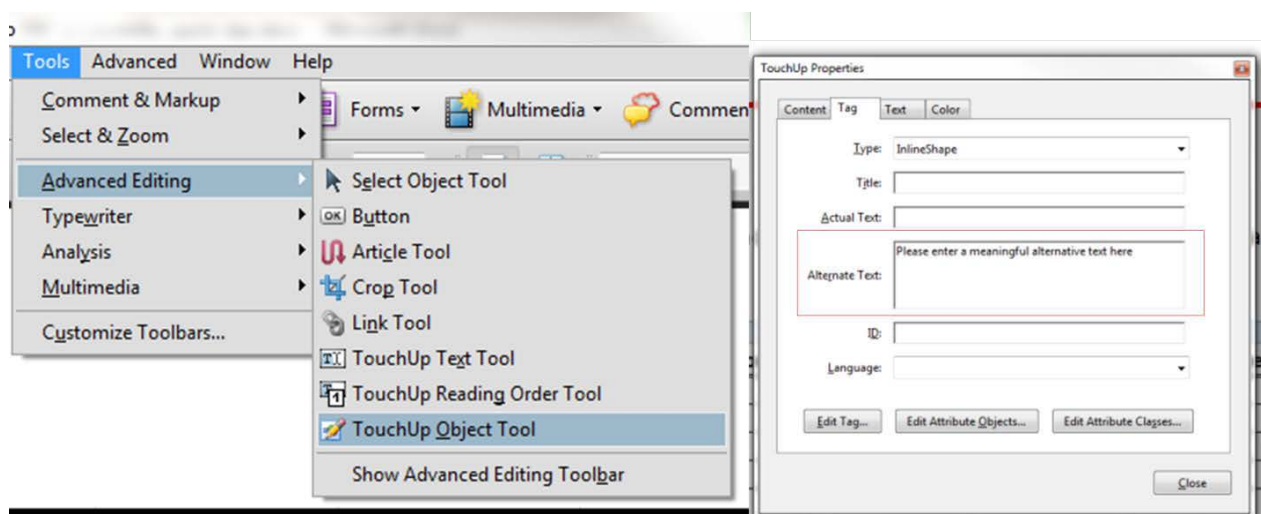 Tools Advanced Window Help
Comment & Markup
Select & Zoom
Advanced Editing
Typewriter
Analysis
Multimedia
Customize Toolbars...
Forms Multimedia Commen
Select Object Tool
Button
Article Tool
Crop Tool
Link Tool
TouchUp Text Tool
TouchUp Reading Order Tool
TouchUp Object Tool
Show Advanced Editing Toolbar
TouchUp Properties
Content Tag Text Color
Type: InlineShape
Title:
Actual Text:
Alternate Text: Please enter a meaningful alternative text here
ID:
Language:
Edit Tag... Edit Attribute Objects... Edit Attribute Classes...
Close